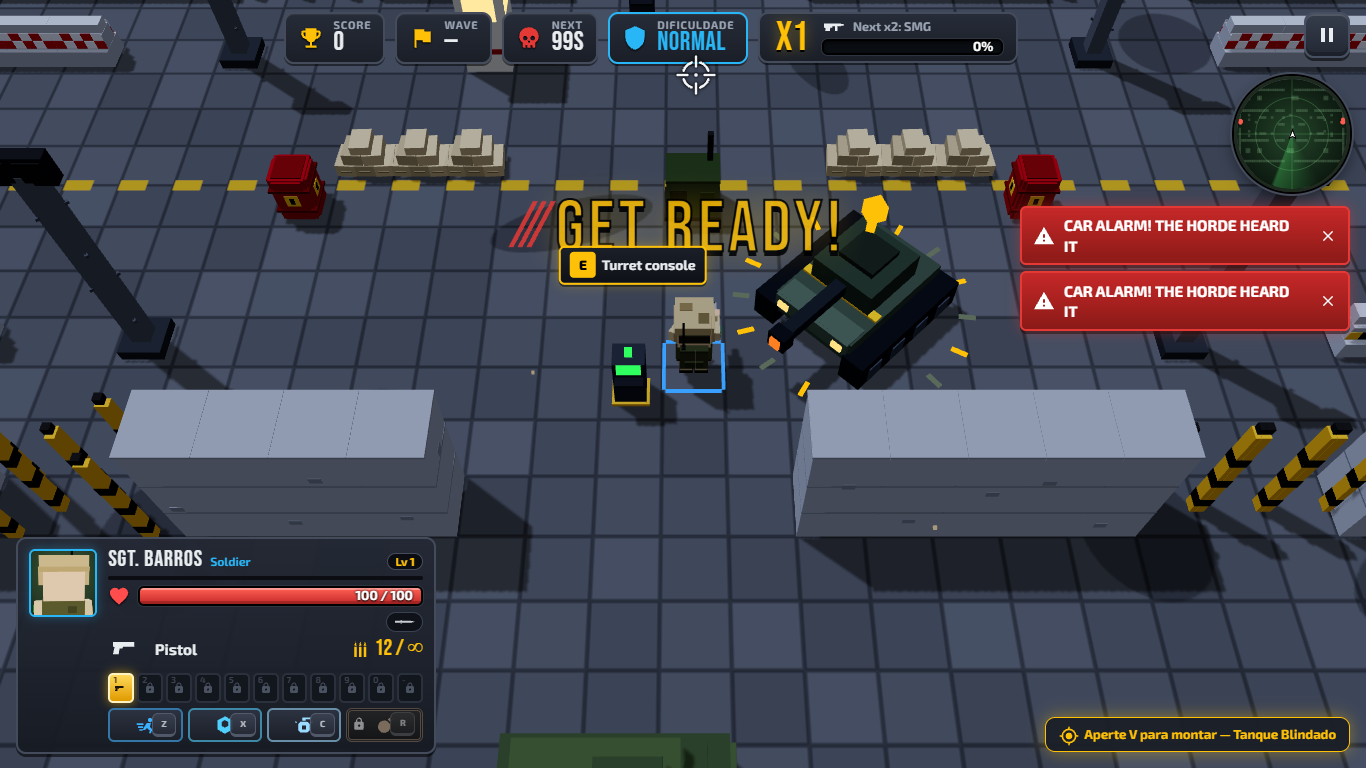 SCORE
0
WAVE
—
NEXT
99S
DIFICULDADE
NORMAL
X1
Next x2: SMG
0%
GET READY!
E Turret console
CAR ALARM! THE HORDE HEARD
IT
CAR ALARM! THE HORDE HEARD
IT
SGT. BARROS Soldier
Lv 1
100 / 100
Pistol
12 / ∞
1 2 3 4 5 6 7 8 9 0
Z X C R
Aperte V para montar — Tanque Blindado